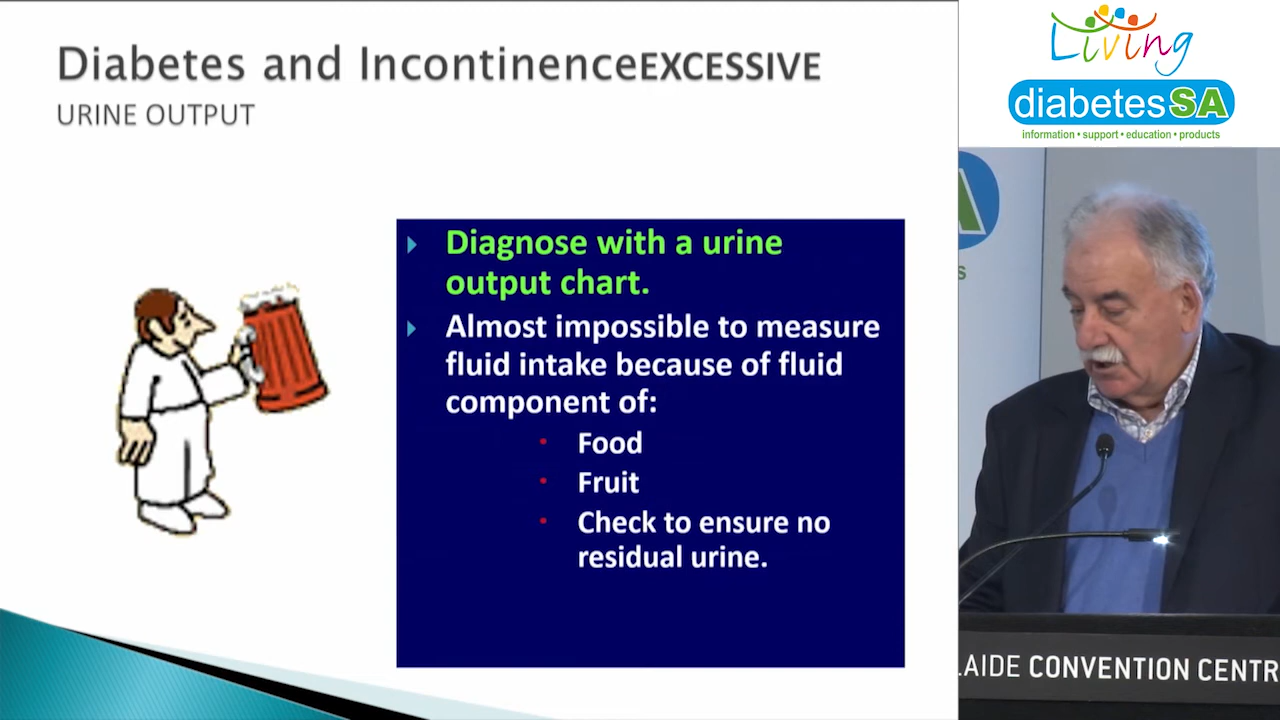 Diabetes and IncontinenceEXCESSIVE
URINE OUTPUT
Diagnose with a urine
output chart.
Almost impossible to measure
fluid intake because of fluid
component of:
Food
Fruit
Check to ensure no
residual urine.
Living
diabetesSA
information • support • education • products
A
s
LAIDE CONVENTION CENTR